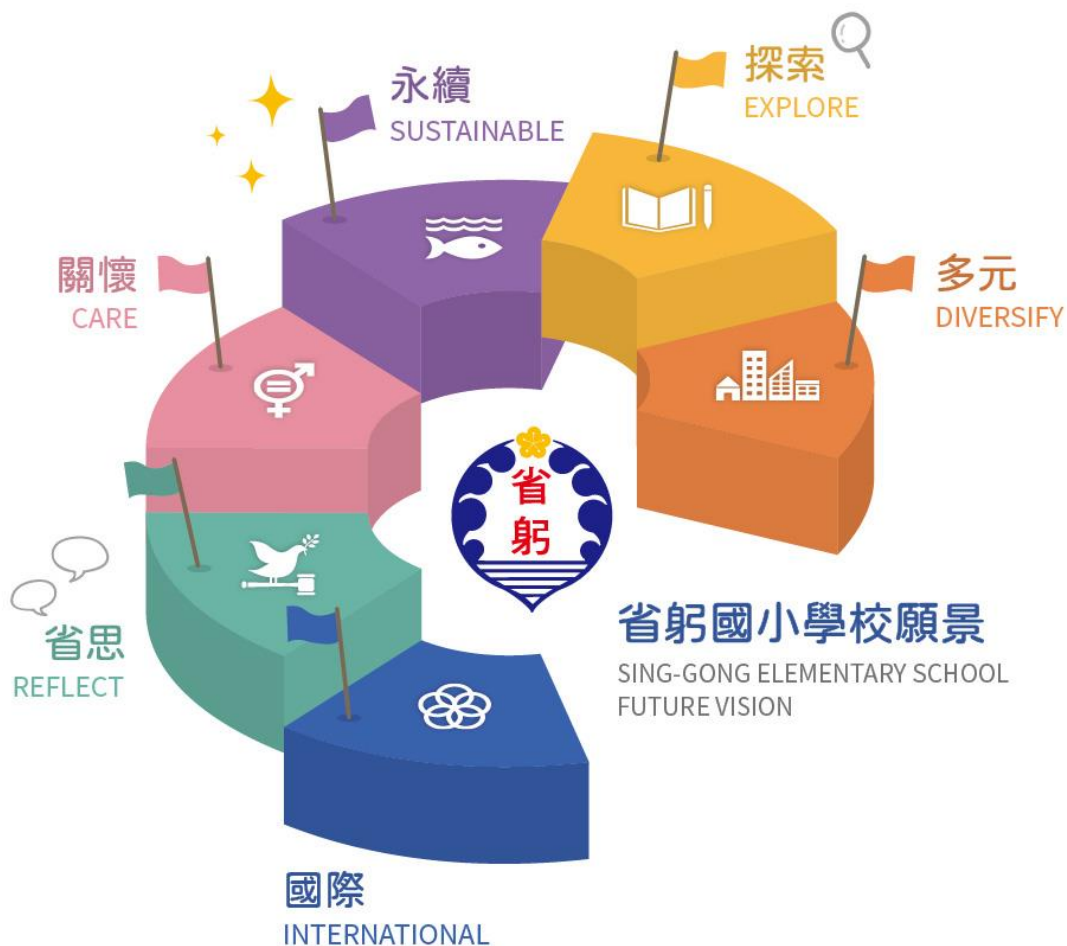 永續
SUSTAINABLE
探索
EXPLORE
關懷
CARE
多元
DIVERSIFY
省躬
省思
REFLECT
省躬國小學校願景
SING-GONG ELEMENTARY SCHOOL
FUTURE VISION
國際
INTERNATIONAL